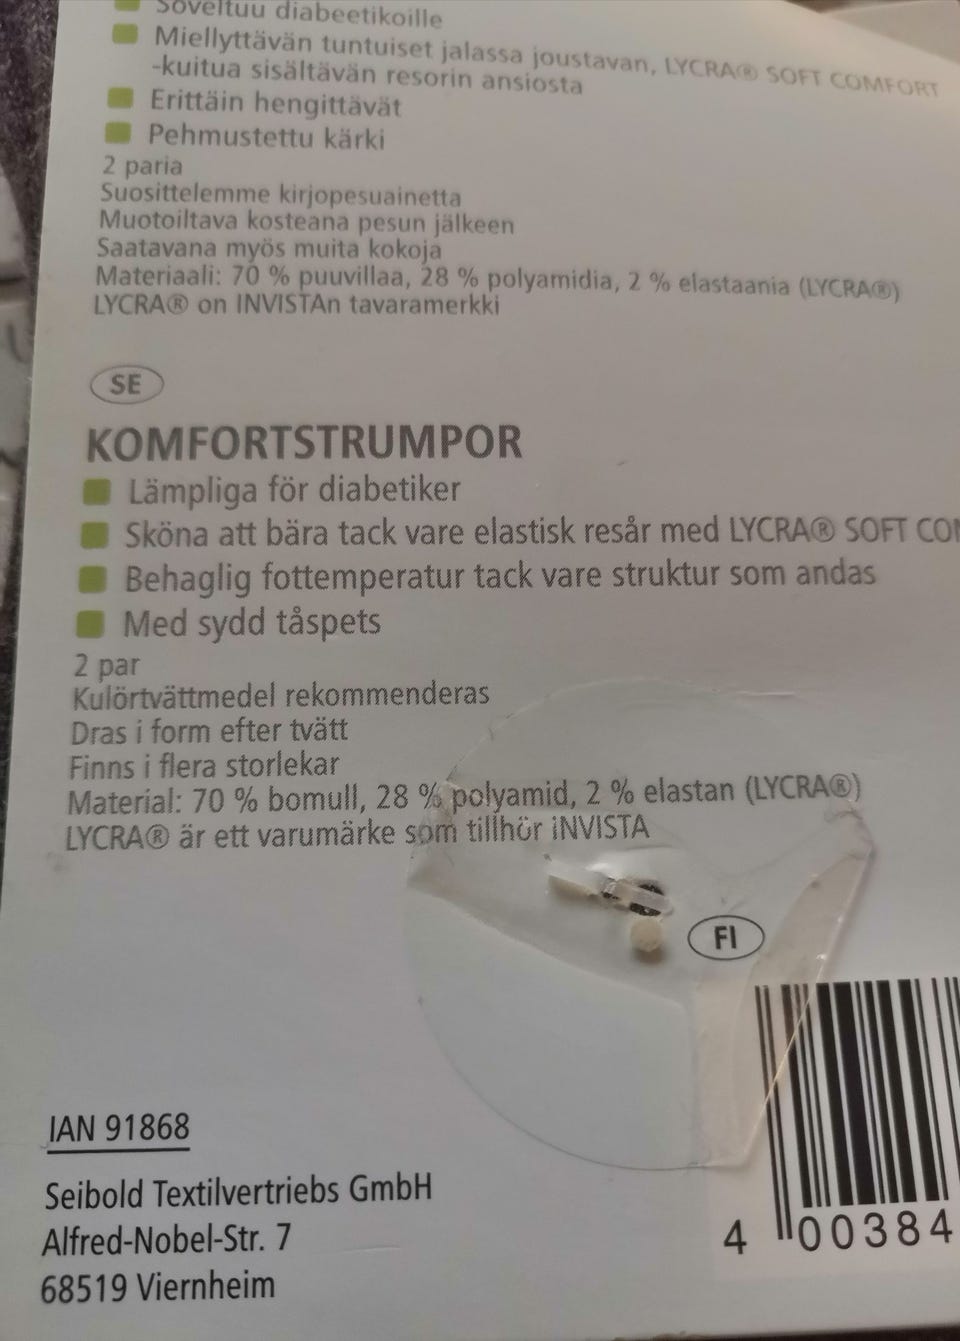 Soveltuu diabeetikoille
Miellyttävän tuntuiset jalassa joustavan, LYCRA® SOFT COMFORT
-kuitua sisältävän resorin ansiosta
Erittäin hengittävät
Pehmustettu kärki
2 paria
Suosittelemme kirjopesuainetta
Muotoiltava kosteana pesun jälkeen
Saatavana myös muita kokoja
Materiaali: 70 % puuvillaa, 28 % polyamidia, 2 % elastaania (LYCRA®)
LYCRA® on INVISTAn tavaramerkki
SE
KOMFORTSTRUMPOR
Lämpliga för diabetiker
Sköna att bära tack vare elastisk resår med LYCRA® SOFT CO
Behaglig fottemperatur tack vare struktur som andas
Med sydd tåspets
2 par
Kulörtvättmedel rekommenderas
Dras i form efter tvätt
Finns i flera storlekar
Material: 70 % bomull, 28 % polyamid, 2 % elastan (LYCRA®)
LYCRA® är ett varumärke som tillhör iNVISTA
FI
IAN 91868
Seibold Textilvertriebs GmbH
Alfred-Nobel-Str. 7
68519 Viernheim
4 00384